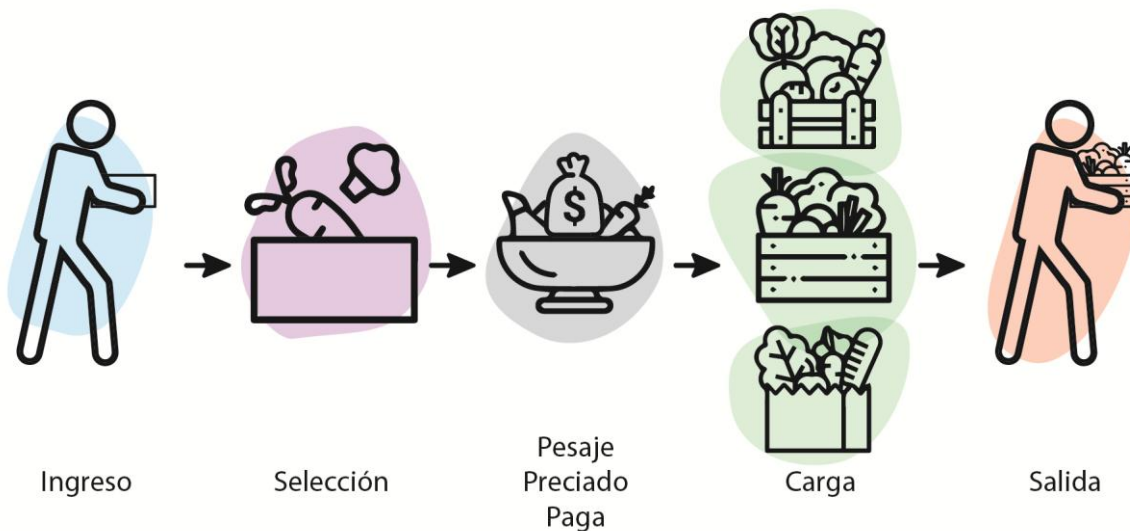 $
Ingreso
Selección
Pesaje
Preciado
Paga
Carga
Salida